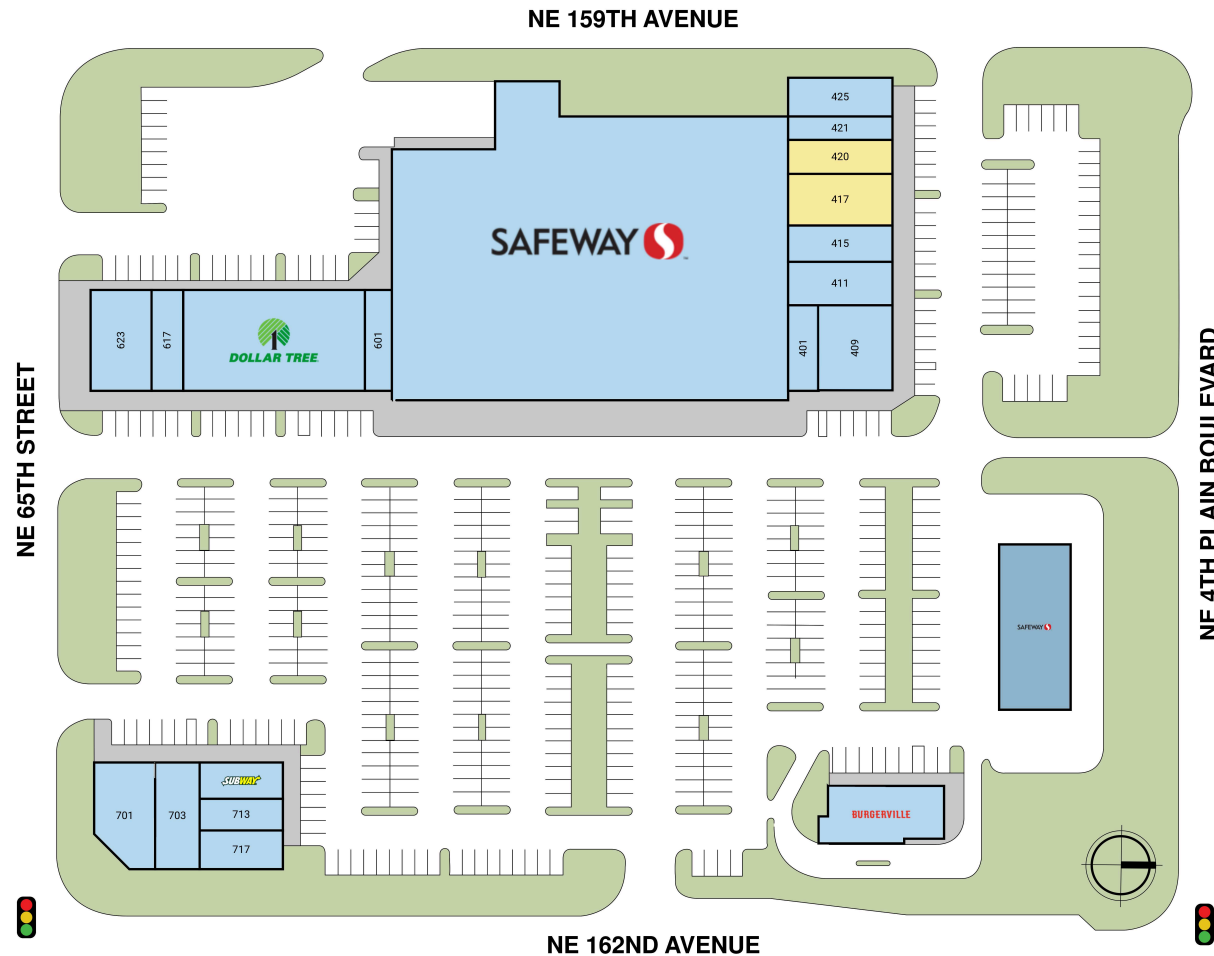 NE 159TH AVENUE
425
421
420
417
SAFEWAY
415
411
623
617
DOLLAR TREE
601
401
409
NE 65TH STREET
NE 4TH PLAIN BOULEVARD
SAFEWAY
SUBWAY
701
703
713
717
BURGERVILLE
NE 162ND AVENUE